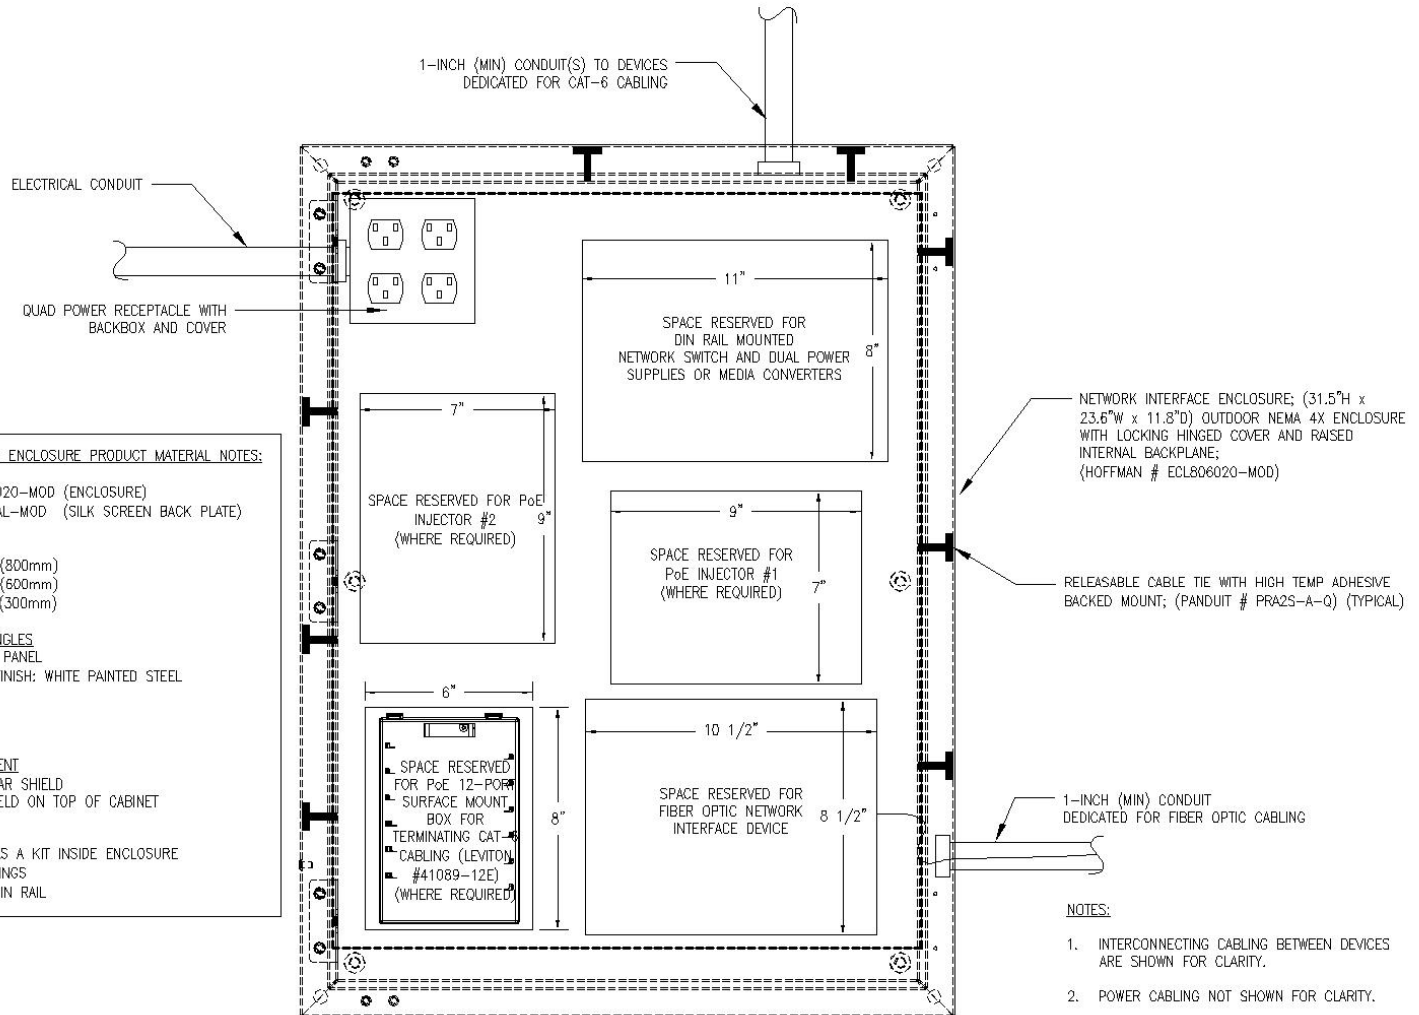 1-INCH (MIN) CONDUIT(S) TO DEVICES
DEDICATED FOR CAT-6 CABLING
ELECTRICAL CONDUIT
QUAD POWER RECEPTACLE WITH
BACKBOX AND COVER
11"
SPACE RESERVED FOR
DIN RAIL MOUNTED
NETWORK SWITCH AND DUAL POWER
SUPPLIES OR MEDIA CONVERTERS
8"
7"
SPACE RESERVED FOR PoE
INJECTOR #2
(WHERE REQUIRED)
9"
9"
SPACE RESERVED FOR
PoE INJECTOR #1
(WHERE REQUIRED)
7"
NETWORK INTERFACE ENCLOSURE; (31.5"H x
23.6"W x 11.8"D) OUTDOOR NEMA 4X ENCLOSURE
WITH LOCKING HINGED COVER AND RAISED
INTERNAL BACKPLANE;
(HOFFMAN # ECL806020-MOD)
RELEASABLE CABLE TIE WITH HIGH TEMP ADHESIVE
BACKED MOUNT; (PANDUIT # PRA2S-A-Q) (TYPICAL)
ENCLOSURE PRODUCT MATERIAL NOTES:
020-MOD (ENCLOSURE)
AL-MOD (SILK SCREEN BACK PLATE)
(800mm)
(600mm)
(300mm)
NGLES
PANEL
INISH: WHITE PAINTED STEEL
ENT
AR SHIELD
ELD ON TOP OF CABINET
AS A KIT INSIDE ENCLOSURE
INGS
IN RAIL
6"
SPACE RESERVED
FOR PoE 12-PORT
SURFACE MOUNT
BOX FOR
TERMINATING CAT-6
CABLING (LEVITON
#41089-12E)
(WHERE REQUIRED)
8"
10 1/2"
SPACE RESERVED FOR
FIBER OPTIC NETWORK
INTERFACE DEVICE
8 1/2"
1-INCH (MIN) CONDUIT
DEDICATED FOR FIBER OPTIC CABLING
NOTES:
1. INTERCONNECTING CABLING BETWEEN DEVICES
ARE SHOWN FOR CLARITY.
2. POWER CABLING NOT SHOWN FOR CLARITY.